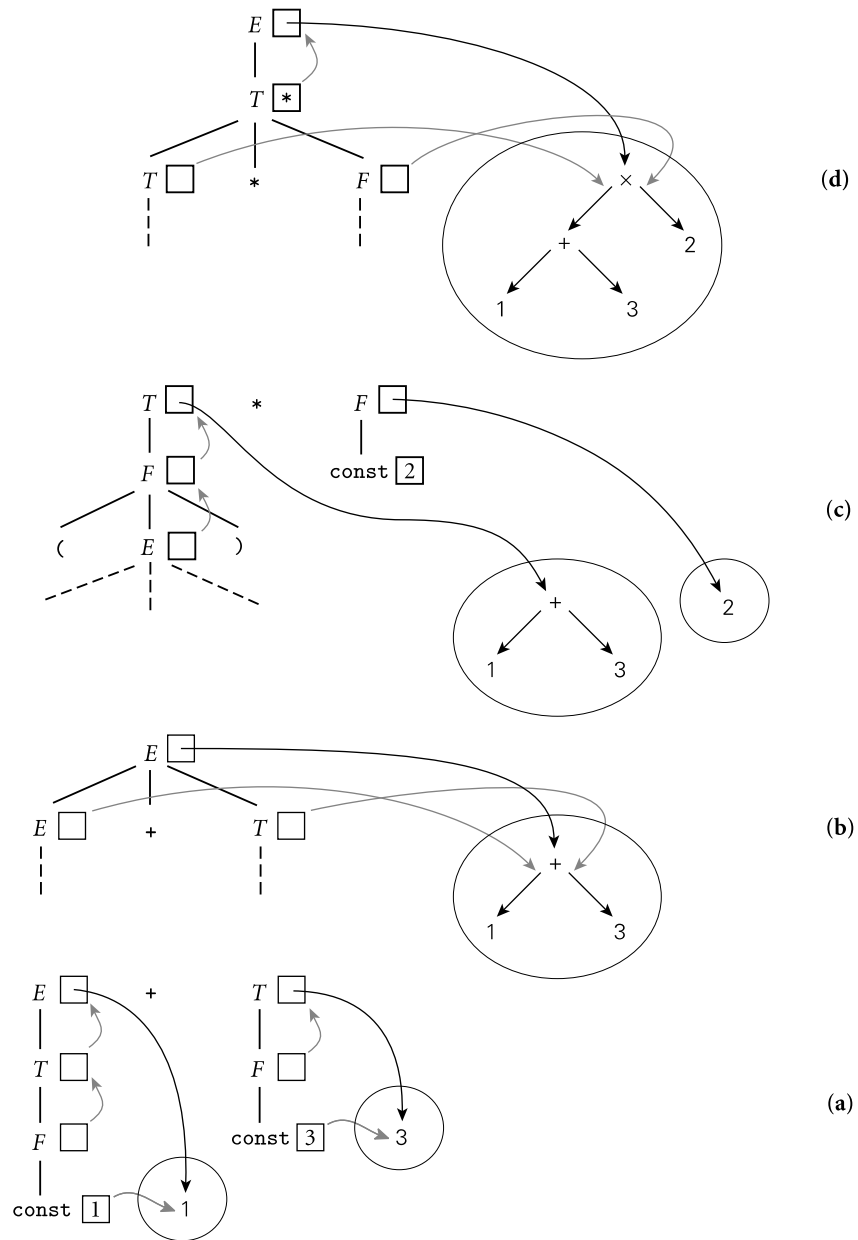 E
T *
T * F × (d)
+ 2
1 3
T * F
F const 2
( E ) (c)
+ 2
1 3
E
E + T (b)
+
1 3
E + T
T F
(a)
F const 3 3
const 1 1